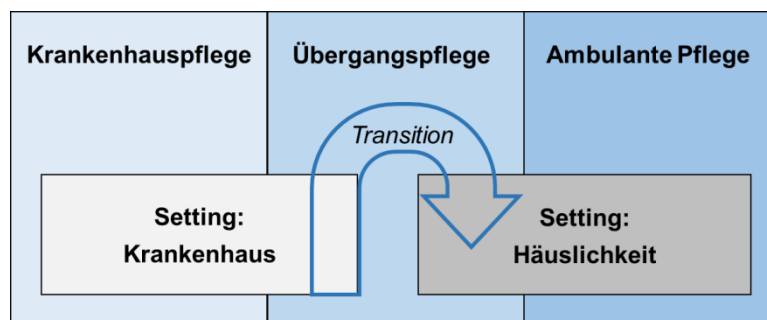 Krankenhauspflege
Übergangspflege
Ambulante Pflege
Transition
Setting:
Krankenhaus
Setting:
Häuslichkeit